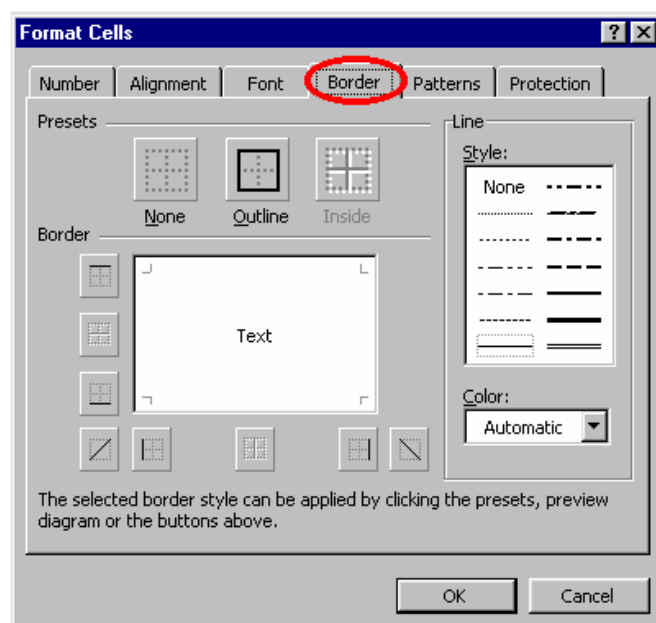 Format Cells
Number Alignment Font Border Patterns Protection
Presets
None Outline Inside
Border
Text
Line
Style:
None
Color:
Automatic
The selected border style can be applied by clicking the presets, preview
diagram or the buttons above.
OK Cancel